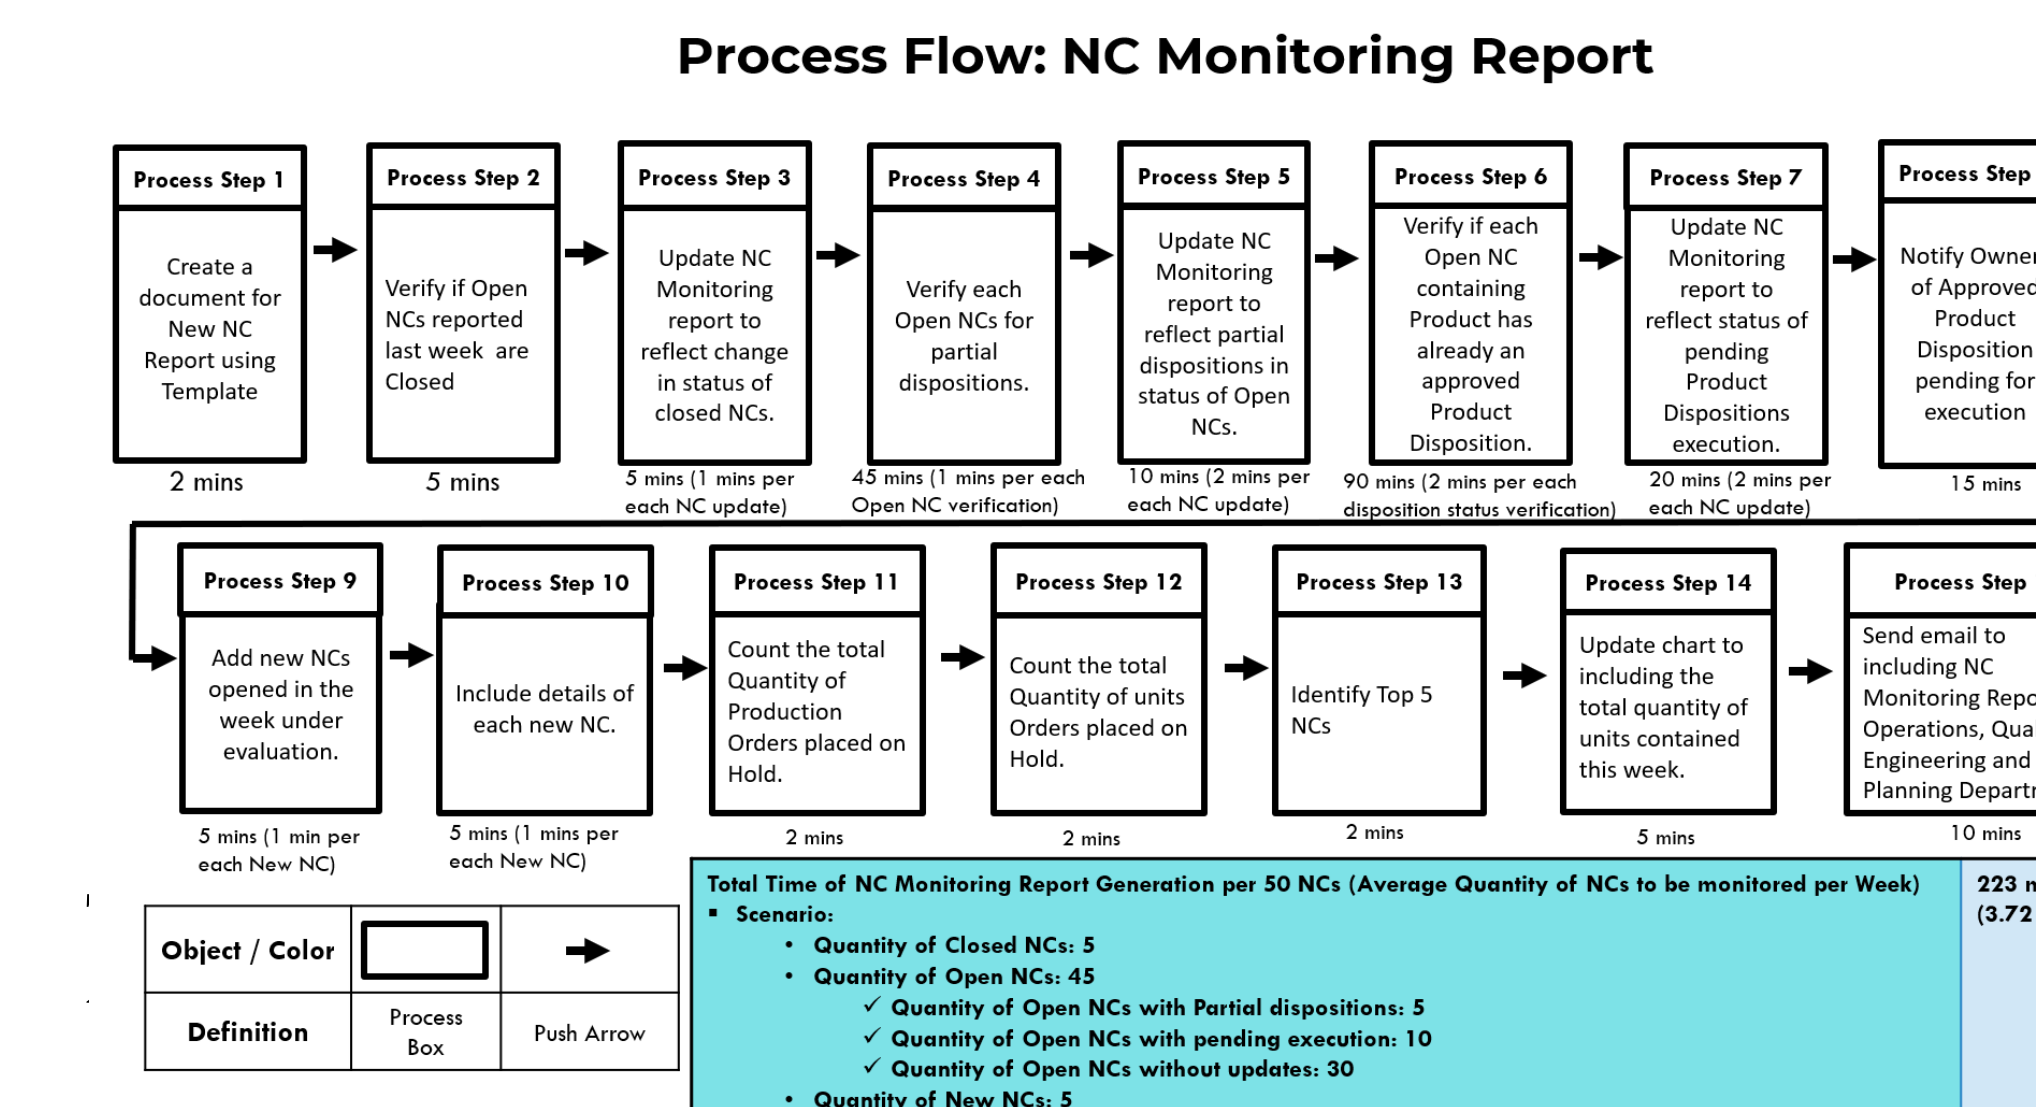 Process Flow: NC Monitoring Report
Process Step 1
Create a
document for
New NC
Report using
Template
2 mins
Process Step 2
Verify if Open
NCs reported
last week are
Closed
5 mins
Process Step 3
Update NC
Monitoring
report to
reflect change
in status of
closed NCs.
5 mins (1 mins per
each NC update)
Process Step 4
Verify each
Open NCs for
partial
dispositions.
45 mins (1 mins per each
Open NC verification)
Process Step 5
Update NC
Monitoring
report to
reflect partial
dispositions in
status of Open
NCs.
10 mins (2 mins per
each NC update)
Process Step 6
Verify if each
Open NC
containing
Product has
already an
approved
Product
Disposition.
90 mins (2 mins per each
disposition status verification)
Process Step 7
Update NC
Monitoring
report to
reflect status of
pending
Product
Dispositions
execution.
20 mins (2 mins per
each NC update)
Process Step
Notify Owner
of Approved
Product
Disposition
pending for
execution
15 mins
Process Step 9
Add new NCs
opened in the
week under
evaluation.
5 mins (1 min per
each New NC)
Process Step 10
Include details of
each new NC.
5 mins (1 mins per
each New NC)
Process Step 11
Count the total
Quantity of
Production
Orders placed on
Hold.
2 mins
Process Step 12
Count the total
Quantity of units
Orders placed on
Hold.
2 mins
Process Step 13
Identify Top 5
NCs
2 mins
Process Step 14
Update chart to
including the
total quantity of
units contained
this week.
5 mins
Process Step
Send email to
including NC
Monitoring
Operations,
Engineering and
Planning
10 mins
Object / Color
Definition
Process
Box
Push Arrow
Total Time of NC Monitoring Report Generation per 50 NCs (Average Quantity of NCs to be monitored per Week)
▪ Scenario:
• Quantity of Closed NCs: 5
• Quantity of Open NCs: 45
✓ Quantity of Open NCs with Partial dispositions: 5
✓ Quantity of Open NCs with pending execution: 10
✓ Quantity of Open NCs without updates: 30
• Quantity of New NCs: 5
223
(3.72